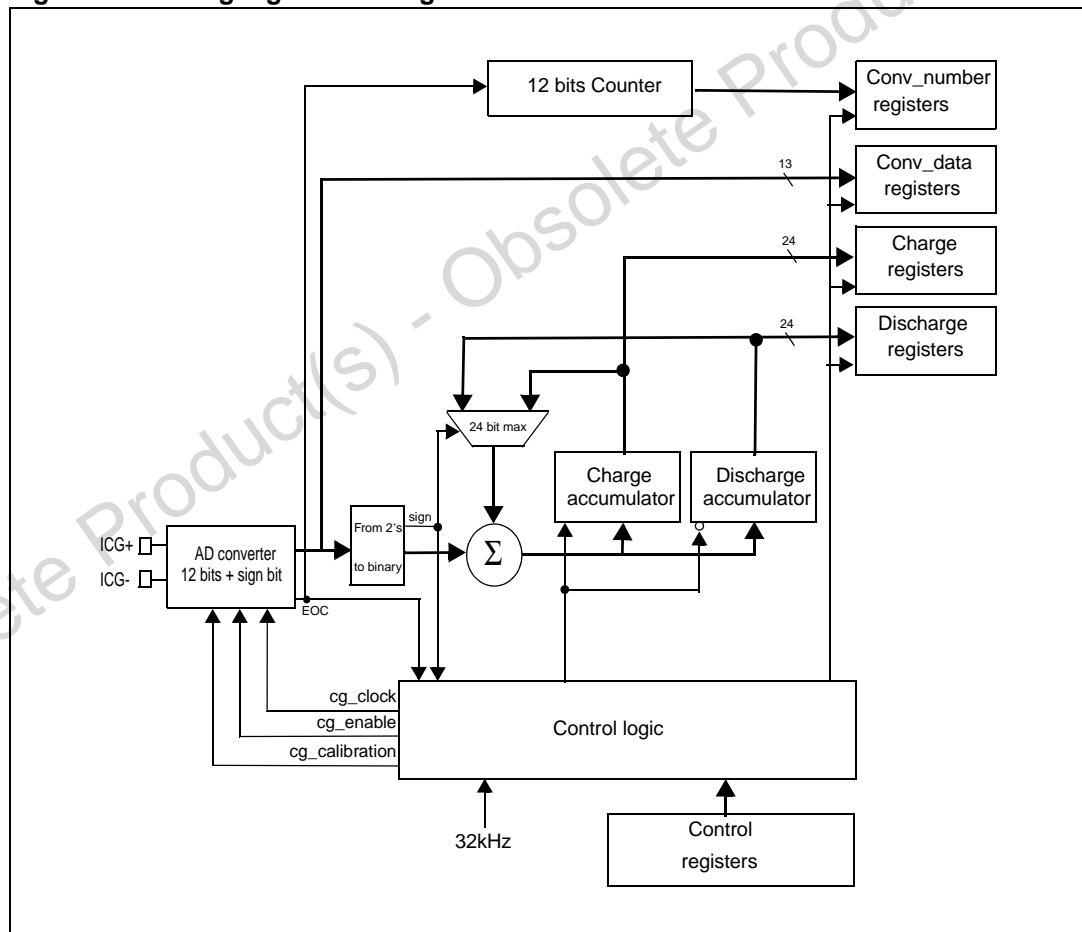 12 bits Counter
Conv_number
registers
13
Conv_data
registers
24
Charge
registers
24
Discharge
registers
24 bit max
Charge
accumulator
Discharge
accumulator
sign
From 2's
to binary
Σ
ICG+
ICG-
AD converter
12 bits + sign bit
EOC
cg_clock
cg_enable
cg_calibration
Control logic
32kHz
Control
registers
Obsolete Product(s) - Obsolete Produc